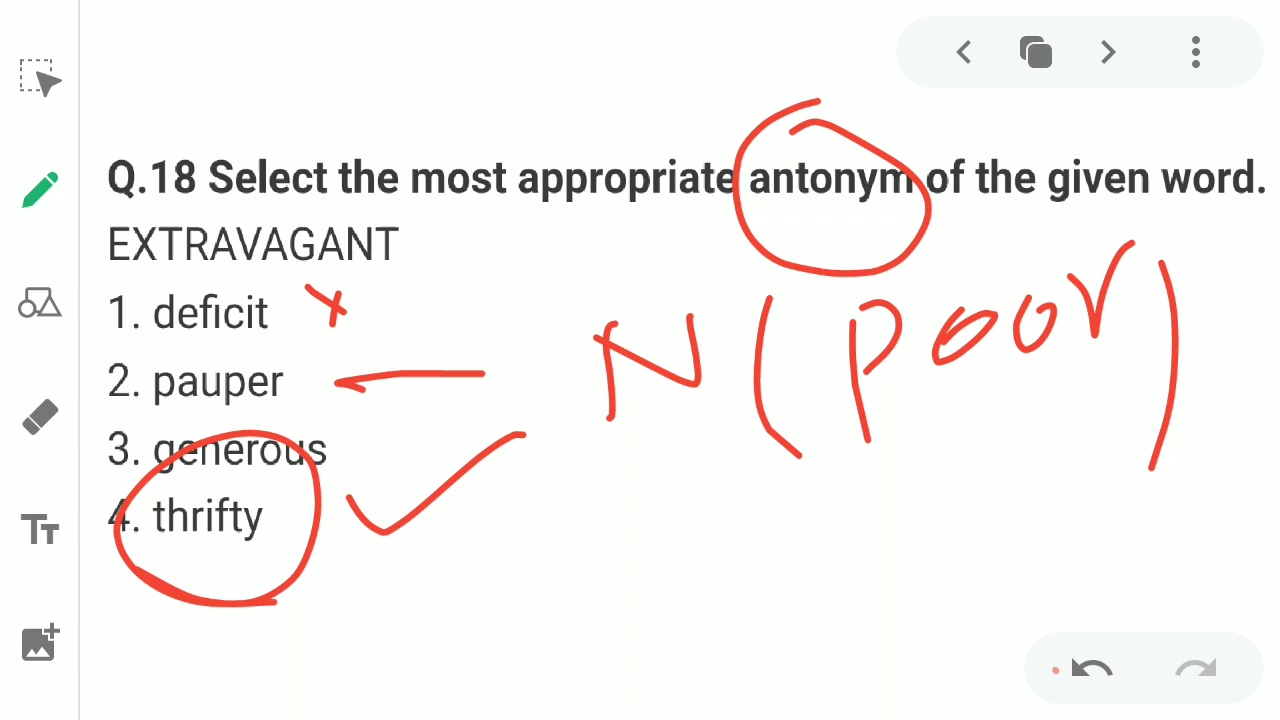 Q.18 Select the most appropriate antonym of the given word.
EXTRAVAGANT
1. deficit
2. pauper
N (Poor)
3. generous
4. thrifty
Tт